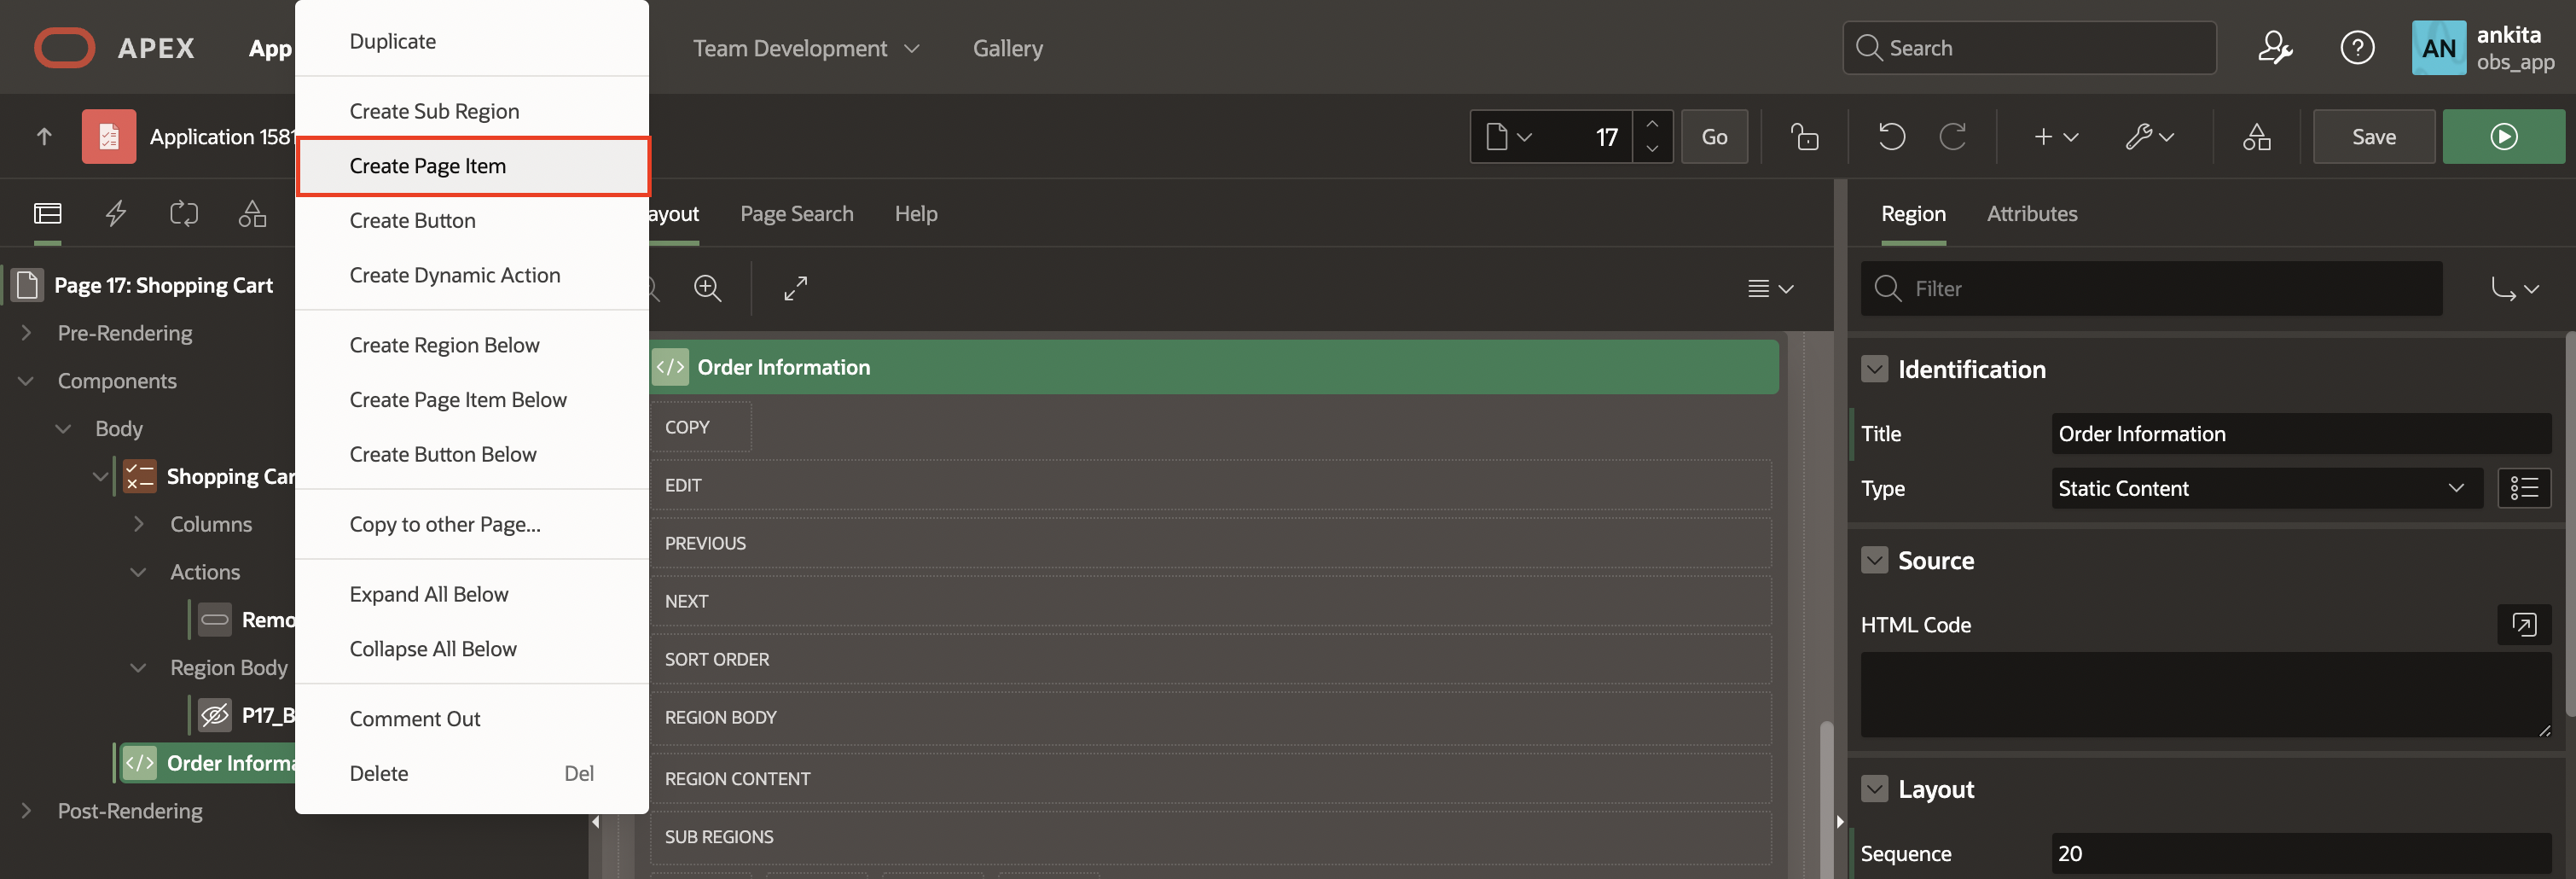 APEX
App
Team Development
Gallery
Search
AN
ankita
obs_app
Application 1581
17
Go
Save
Duplicate
Create Sub Region
Create Page Item
Create Button
Create Dynamic Action
Create Region Below
Create Page Item Below
Create Button Below
Copy to other Page...
Expand All Below
Collapse All Below
Comment Out
Delete Del
Page 17: Shopping Cart
Pre-Rendering
Components
Body
Shopping Car
Columns
Actions
Remo
Region Body
P17_B
Order Informa
Post-Rendering
ayout
Page Search
Help
Order Information
COPY
EDIT
PREVIOUS
NEXT
SORT ORDER
REGION BODY
REGION CONTENT
SUB REGIONS
Region
Attributes
Filter
Identification
Title Order Information
Type Static Content
Source
HTML Code
Layout
Sequence 20